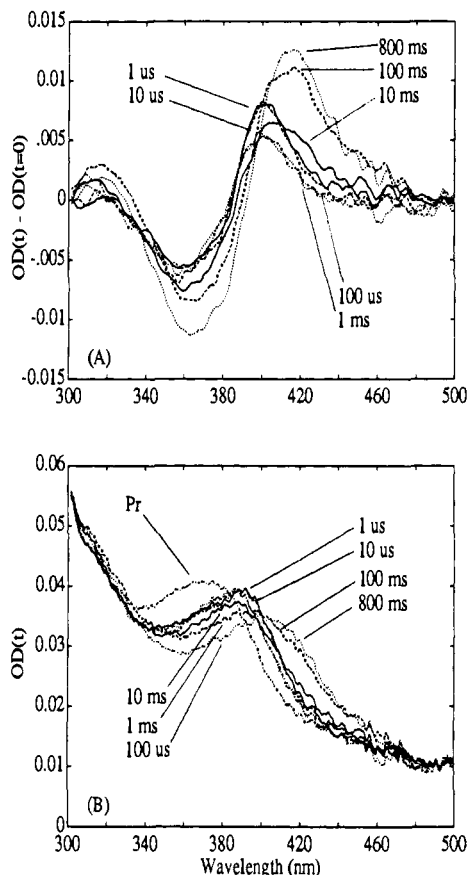 0.015
0.010
.005
0
-.005
-0.01
-0.015
OD(t) - OD(t=0)
1 us
10 us
800 ms
100 ms
10 ms
100 us
1 ms
(A)
300 340 380 420 460 500
0.06
0.05
0.04
0.03
0.02
0.01
0
OD(t)
Pr
1 us
10 us
100 ms
800 ms
10 ms
1 ms
100 us
(B)
300 340 380 420 460 500
Wavelength (nm)